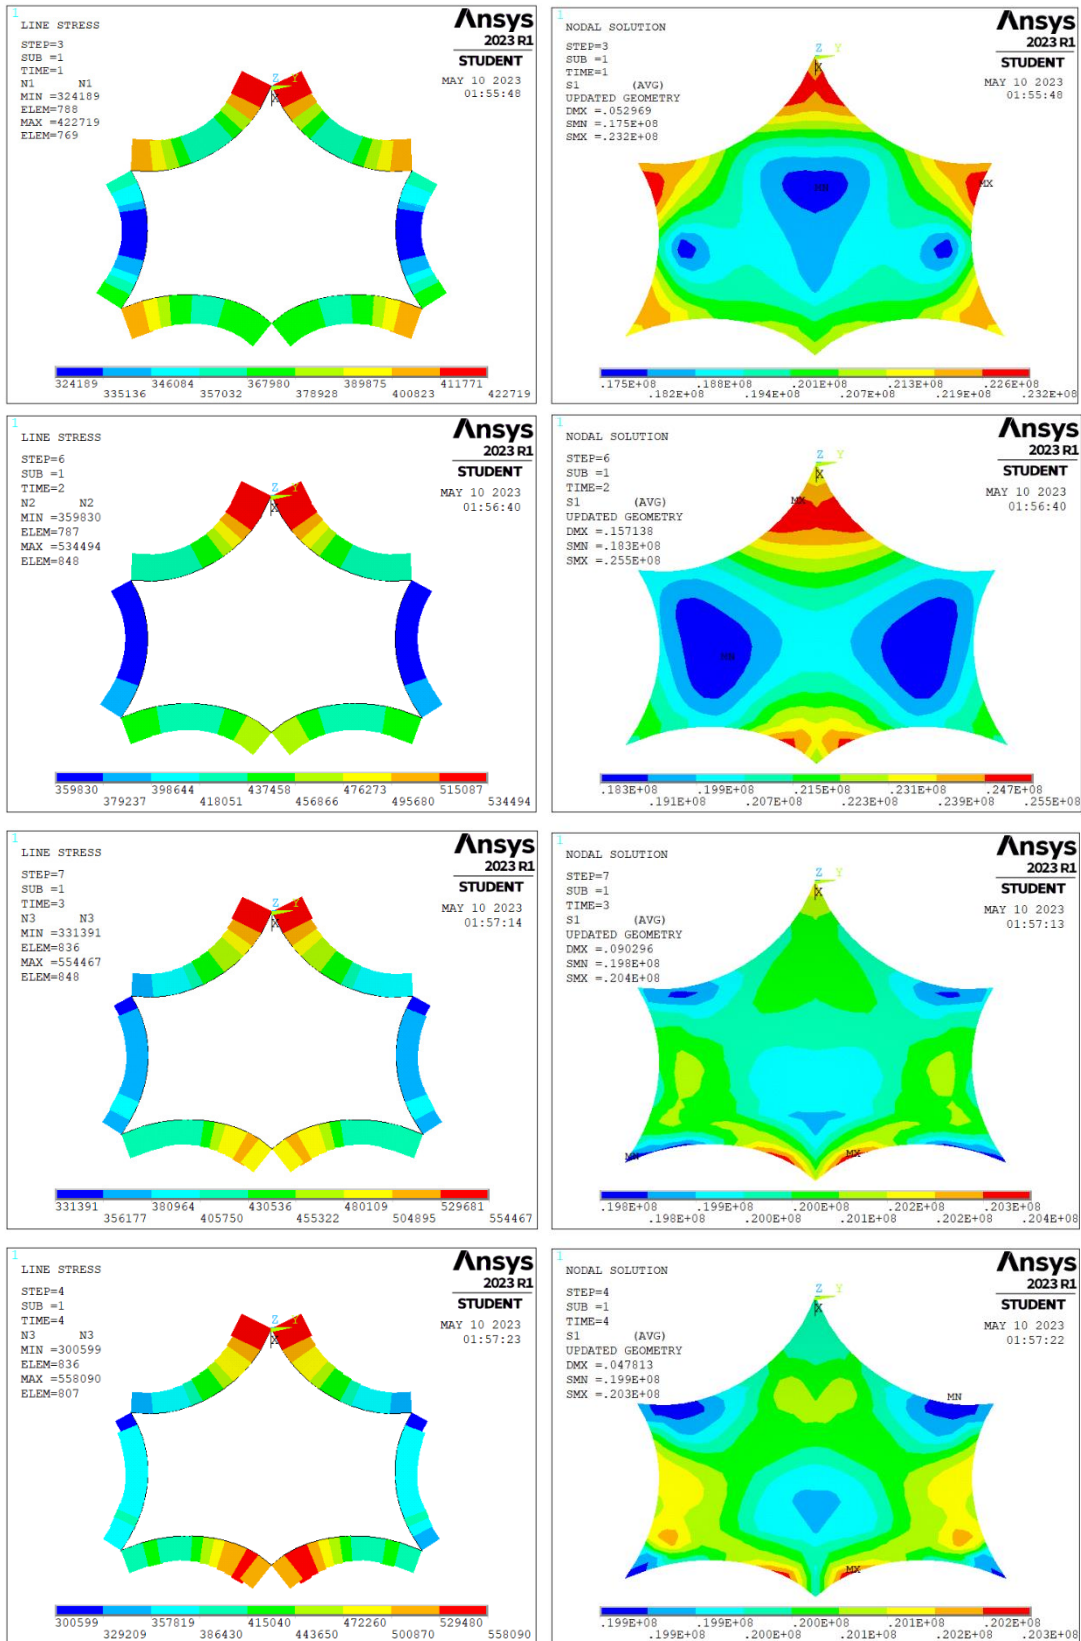 1
LINE STRESS
STEP=3
SUB =1
TIME=1
N1 N1
MIN =324189
ELEM=788
MAX =422719
ELEM=769
Ansys
2023 R1
STUDENT
MAY 10 2023
01:55:48
Z Y
X
324189 346084 367980 389875 411771
335136 357032 378928 400823 422719
1
NODAL SOLUTION
STEP=3
SUB =1
TIME=1
S1 (AVG)
UPDATED GEOMETRY
DMX =.052969
SMN =.175E+08
SMX =.232E+08
Ansys
2023 R1
STUDENT
MAY 10 2023
01:55:48
Z Y
X
MX
MN
.175E+08 .188E+08 .201E+08 .213E+08 .226E+08
.182E+08 .194E+08 .207E+08 .219E+08 .232E+08
1
LINE STRESS
STEP=6
SUB =1
TIME=2
N2 N2
MIN =359830
ELEM=787
MAX =534494
ELEM=848
Ansys
2023 R1
STUDENT
MAY 10 2023
01:56:40
Z Y
X
359830 398644 437458 476273 515087
379237 418051 456866 495680 534494
1
NODAL SOLUTION
STEP=6
SUB =1
TIME=2
S1 (AVG)
UPDATED GEOMETRY
DMX =.157138
SMN =.183E+08
SMX =.255E+08
Ansys
2023 R1
STUDENT
MAY 10 2023
01:56:40
Z Y
X
MX
MN
.183E+08 .199E+08 .215E+08 .231E+08 .247E+08
.191E+08 .207E+08 .223E+08 .239E+08 .255E+08
1
LINE STRESS
STEP=7
SUB =1
TIME=3
N3 N3
MIN =331391
ELEM=836
MAX =554467
ELEM=848
Ansys
2023 R1
STUDENT
MAY 10 2023
01:57:14
Z Y
X
331391 380964 430536 480109 529681
356177 405750 455322 504895 554467
1
NODAL SOLUTION
STEP=7
SUB =1
TIME=3
S1 (AVG)
UPDATED GEOMETRY
DMX =.090296
SMN =.198E+08
SMX =.204E+08
Ansys
2023 R1
STUDENT
MAY 10 2023
01:57:13
Z Y
X
MN
MX
.198E+08 .199E+08 .200E+08 .202E+08 .203E+08
.198E+08 .200E+08 .201E+08 .202E+08 .204E+08
1
LINE STRESS
STEP=4
SUB =1
TIME=4
N3 N3
MIN =300599
ELEM=836
MAX =558090
ELEM=807
Ansys
2023 R1
STUDENT
MAY 10 2023
01:57:23
Z Y
X
300599 357819 415040 472260 529480
329209 386430 443650 500870 558090
1
NODAL SOLUTION
STEP=4
SUB =1
TIME=4
S1 (AVG)
UPDATED GEOMETRY
DMX =.047813
SMN =.199E+08
SMX =.203E+08
Ansys
2023 R1
STUDENT
MAY 10 2023
01:57:22
Z Y
X
MN
MX
.199E+08 .199E+08 .200E+08 .201E+08 .202E+08
.199E+08 .200E+08 .201E+08 .202E+08 .203E+08